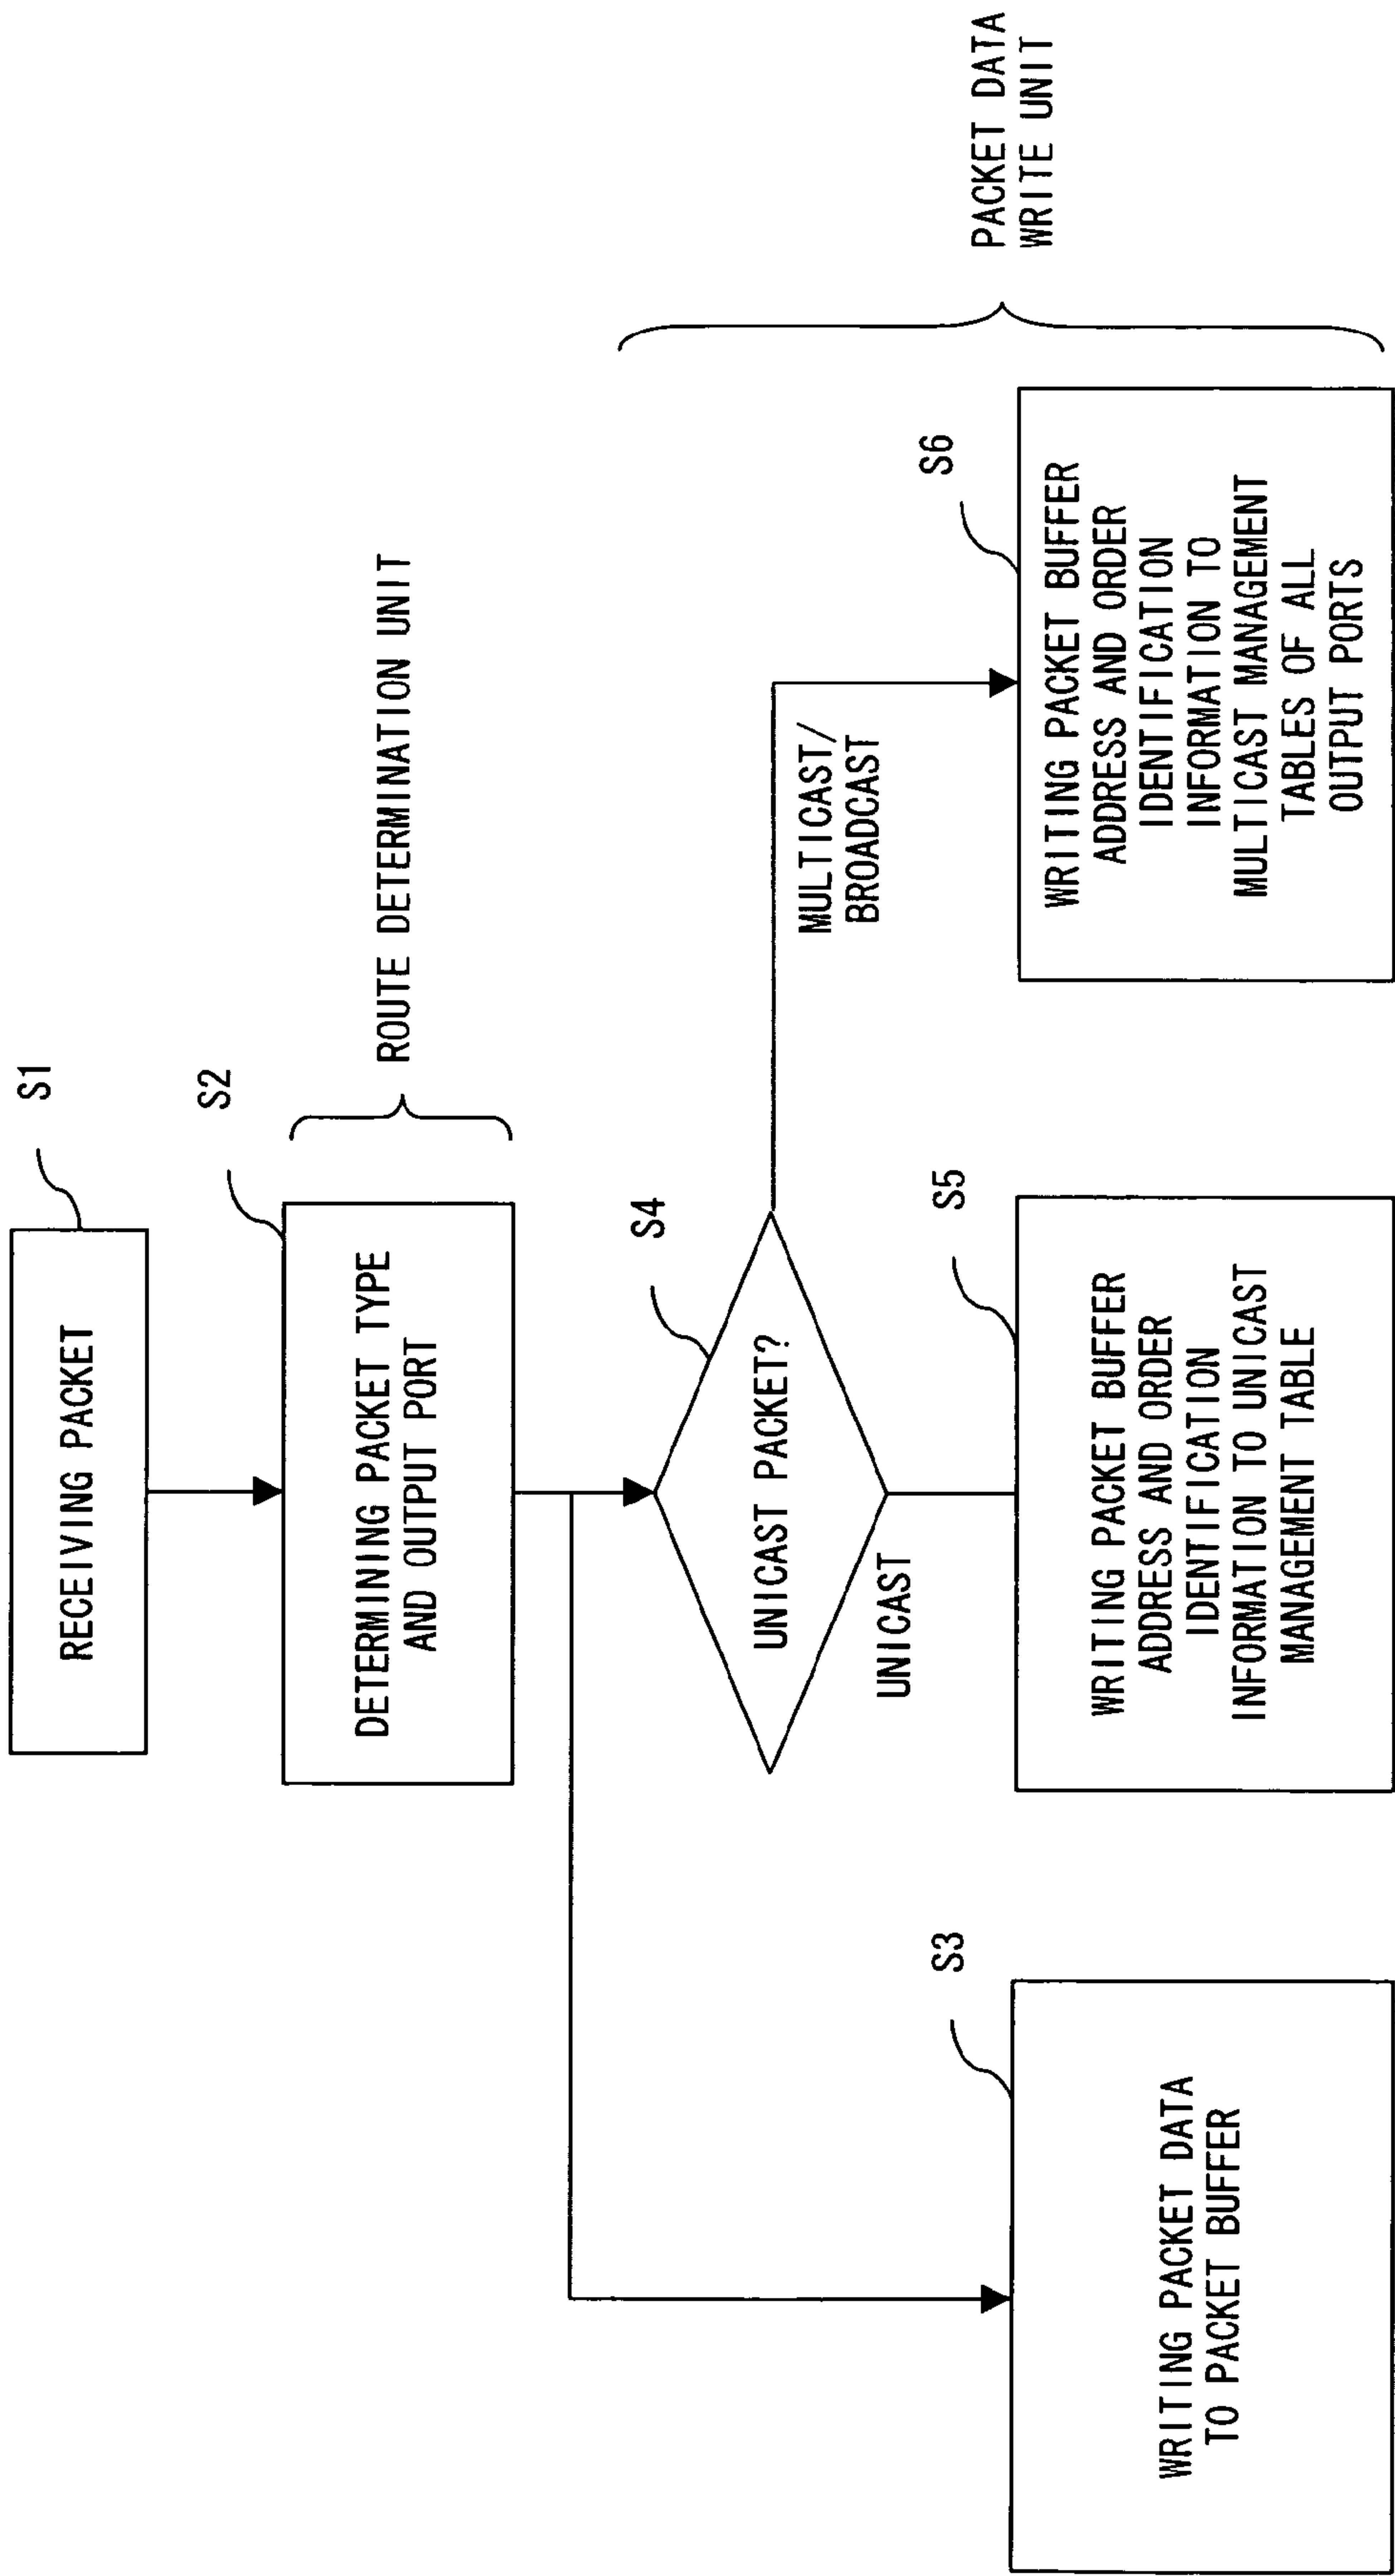 S1
RECEIVING PACKET
S2
DETERMINING PACKET TYPE
AND OUTPUT PORT
ROUTE DETERMINATION UNIT
S4
UNICAST PACKET?
UNICAST
MULTICAST/
BROADCAST
S3
WRITING PACKET DATA
TO PACKET BUFFER
S5
WRITING PACKET BUFFER
ADDRESS AND ORDER
IDENTIFICATION
INFORMATION TO UNICAST
MANAGEMENT TABLE
S6
WRITING PACKET BUFFER
ADDRESS AND ORDER
IDENTIFICATION
INFORMATION TO
MULTICAST MANAGEMENT
TABLES OF ALL
OUTPUT PORTS
PACKET DATA
WRITE UNIT